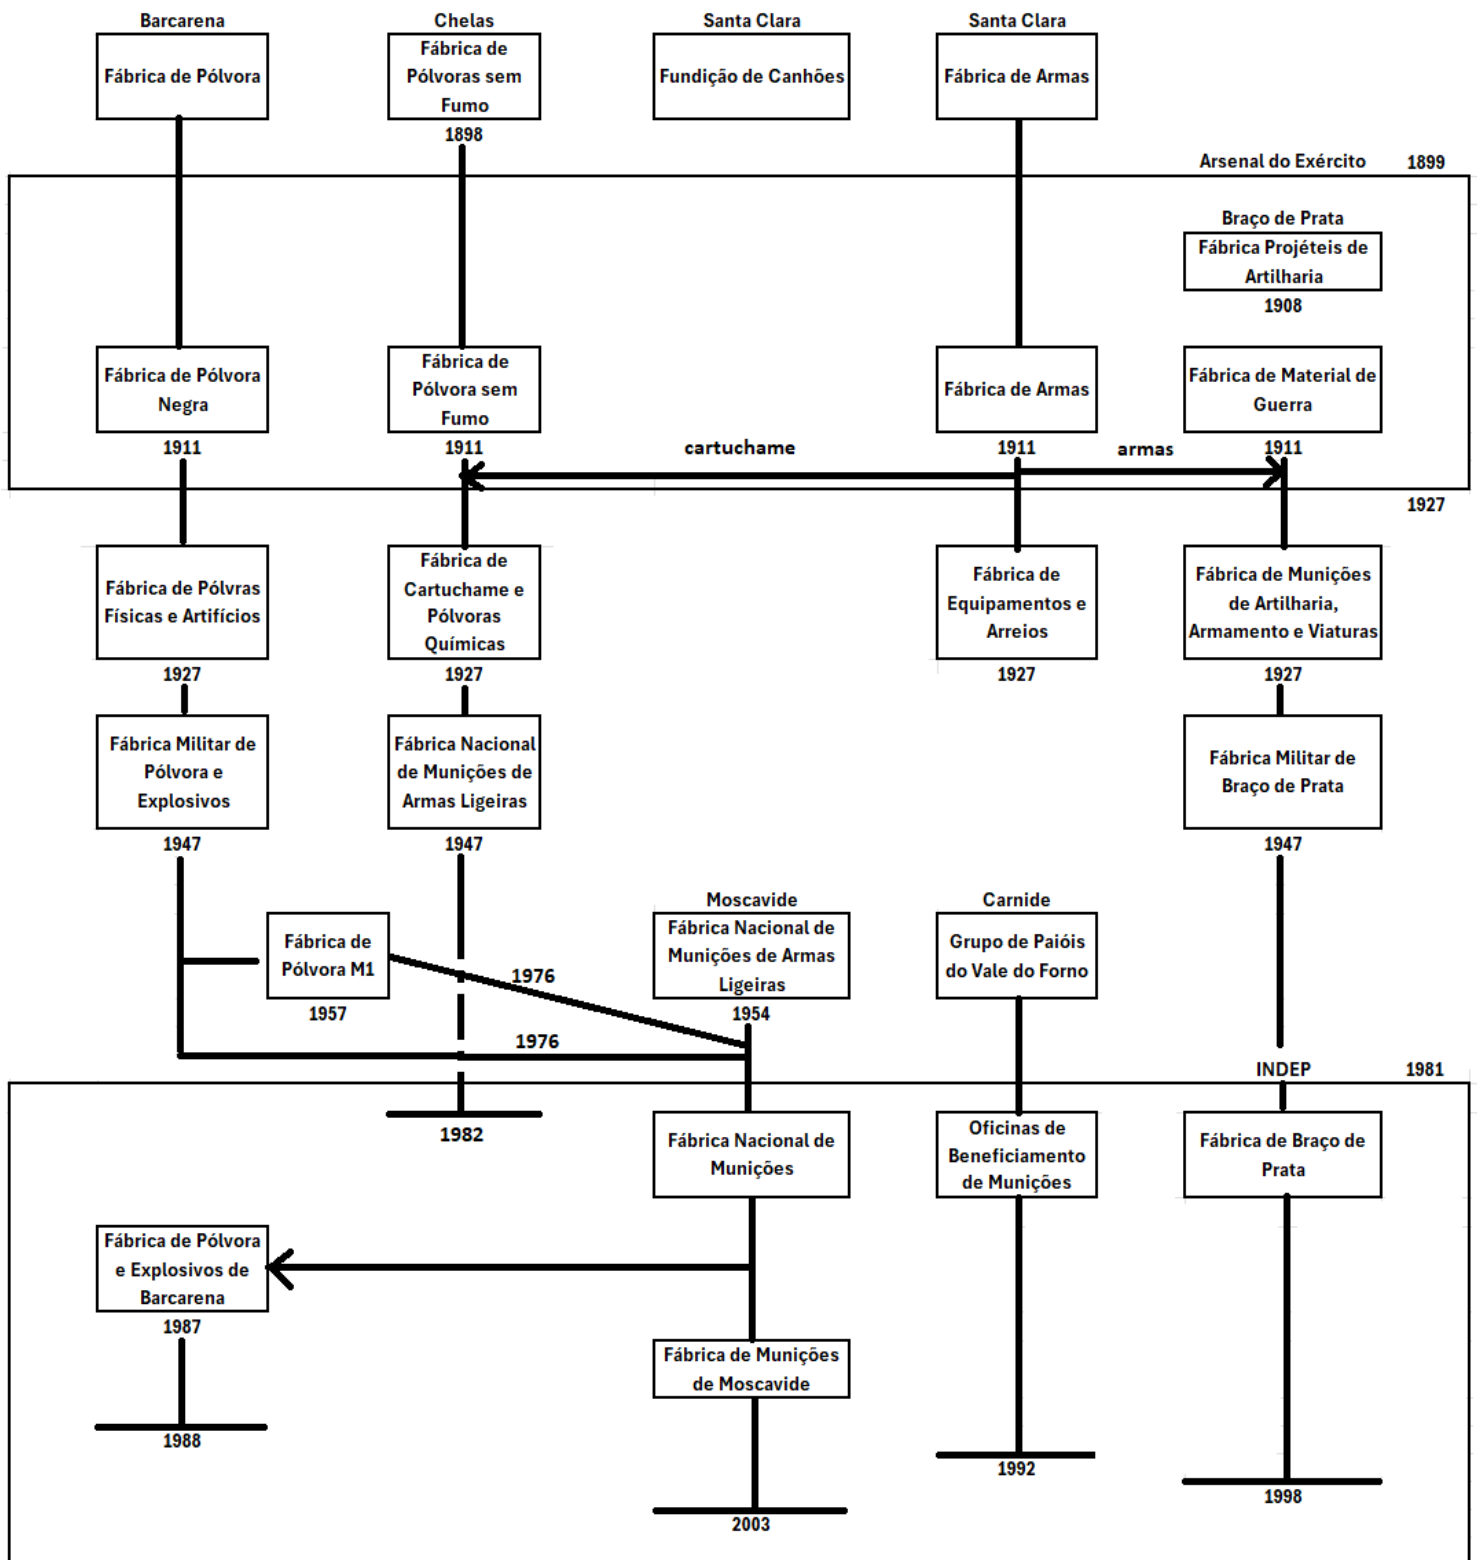 Barcarena
Chelas
Santa Clara
Santa Clara
Fábrica de Pólvora
Fábrica de
Pólvoras sem
Fumo
1898
Fundição de Canhões
Fábrica de Armas
Arsenal do Exército
1899
Braço de Prata
Fábrica Projéteis de
Artilharia
1908
Fábrica de Pólvora
Negra
1911
Fábrica de
Pólvora sem
Fumo
1911
cartuchame
Fábrica de Armas
1911
armas
Fábrica de Material de
Guerra
1911
1927
Fábrica de Pólvras
Físicas e Artifícios
1927
Fábrica de
Cartuchame e
Pólvoras
Químicas
1927
Fábrica de
Equipamentos e
Arreios
1927
Fábrica de Munições
de Artilharia,
Armamento e Viaturas
1927
Fábrica Militar de
Pólvora e
Explosivos
1947
Fábrica Nacional
de Munições de
Armas Ligeiras
1947
Fábrica Militar de
Braço de Prata
1947
Fábrica de
Pólvora M1
1957
1976
1976
Moscavide
Fábrica Nacional de
Munições de Armas
Ligeiras
1954
Carnide
Grupo de Paióis
do Vale do Forno
INDEP
1981
1982
Fábrica Nacional de
Munições
Oficinas de
Beneficiamento
de Munições
Fábrica de Braço de
Prata
Fábrica de Pólvora
e Explosivos de
Barcarena
1987
1988
Fábrica de Munições
de Moscavide
2003
1992
1998